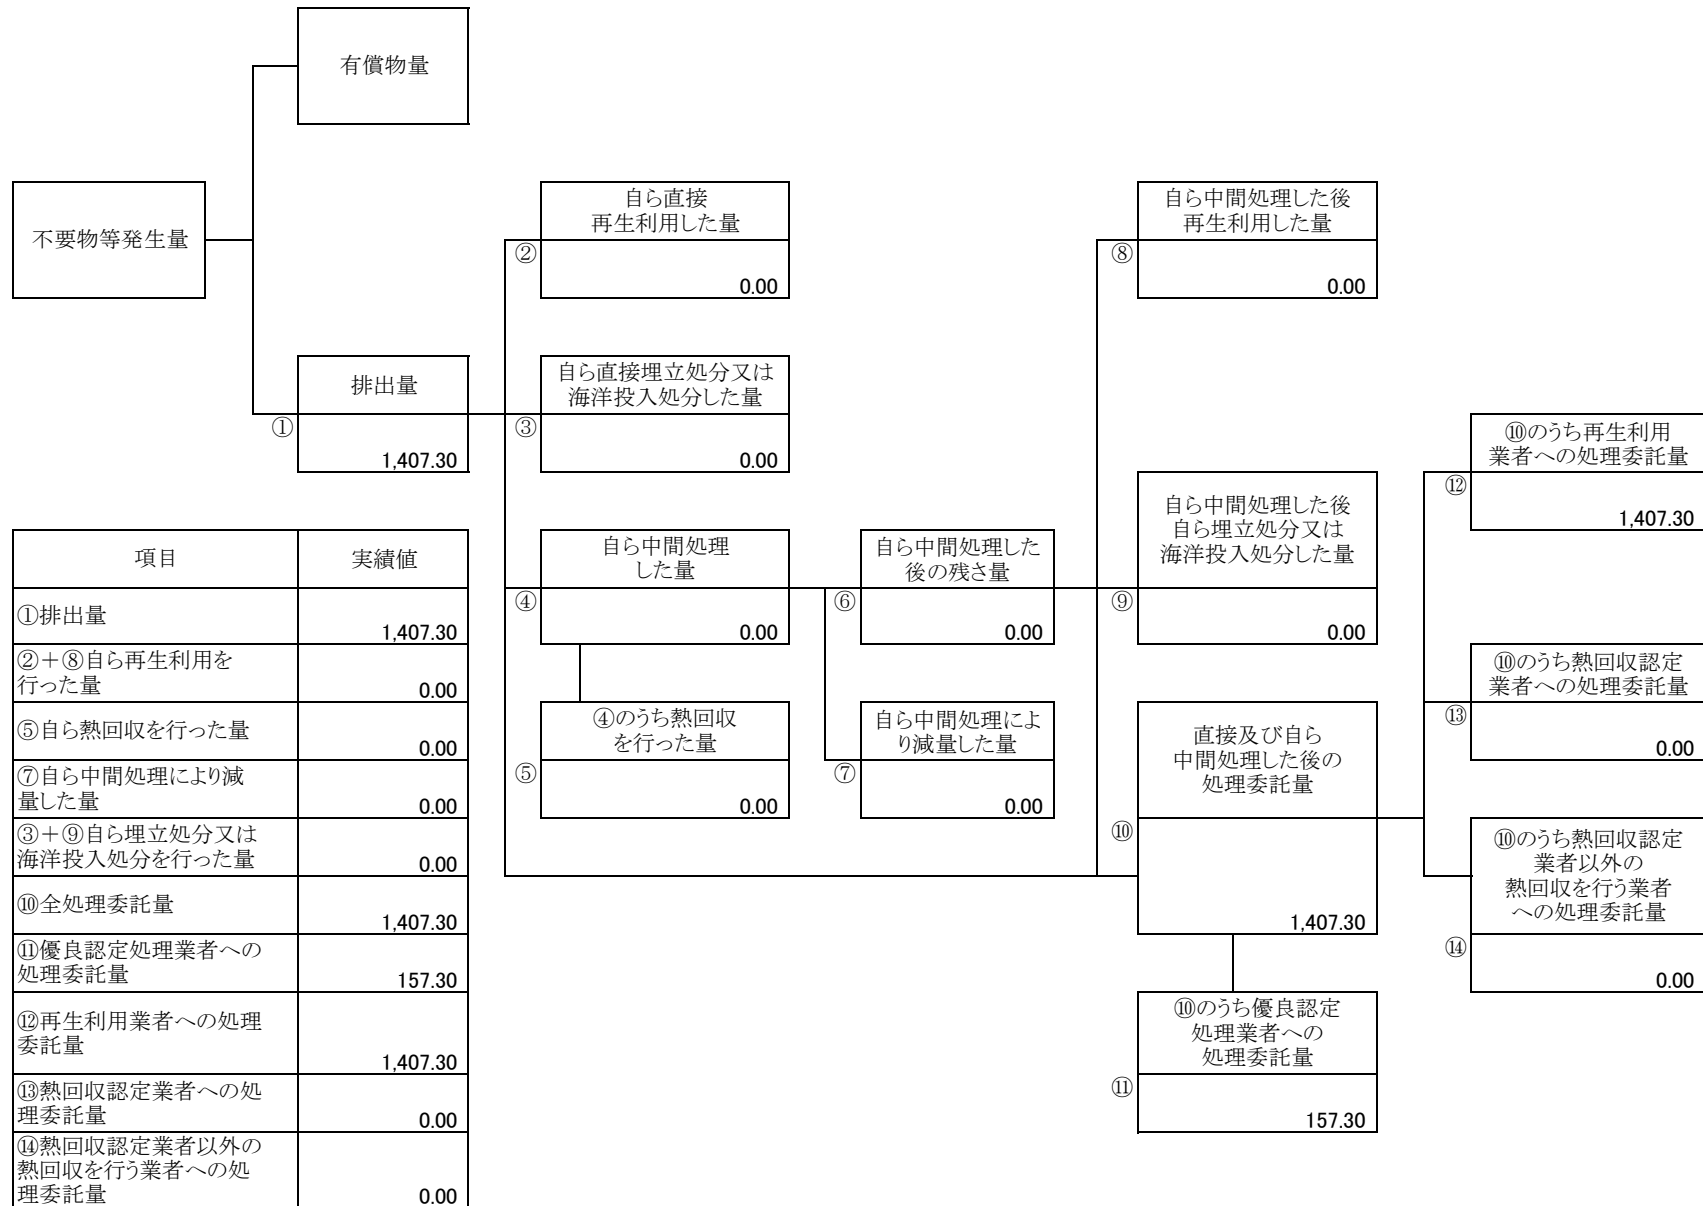 有償物量
不要物等発生量
自ら直接
再生利用した量
②
0.00
自ら中間処理した後
再生利用した量
⑧
0.00
排出量
①
1,407.30
自ら直接埋立処分又は
海洋投入処分した量
③
0.00
⑩のうち再生利用
業者への処理委託量
⑫
1,407.30
自ら中間処理
した量
④
0.00
自ら中間処理した
後の残さ量
⑥
0.00
自ら中間処理した後
自ら埋立処分又は
海洋投入処分した量
⑨
0.00
⑩のうち熱回収認定
業者への処理委託量
⑬
0.00
④のうち熱回収
を行った量
⑤
0.00
自ら中間処理によ
り減量した量
⑦
0.00
直接及び自ら
中間処理した後の
処理委託量
⑩
1,407.30
⑩のうち熱回収認定
業者以外の
熱回収を行う業者
への処理委託量
⑭
0.00
⑩のうち優良認定
処理業者への
処理委託量
⑪
157.30
項目 実績値
①排出量
1,407.30
②＋⑧自ら再生利用を
行った量
0.00
⑤自ら熱回収を行った量
0.00
⑦自ら中間処理により減
量した量
0.00
③＋⑨自ら埋立処分又は
海洋投入処分を行った量
0.00
⑩全処理委託量
1,407.30
⑪優良認定処理業者への
処理委託量
157.30
⑫再生利用業者への処理
委託量
1,407.30
⑬熱回収認定業者への処
理委託量
0.00
⑭熱回収認定業者以外の
熱回収を行う業者への処
理委託量
0.00